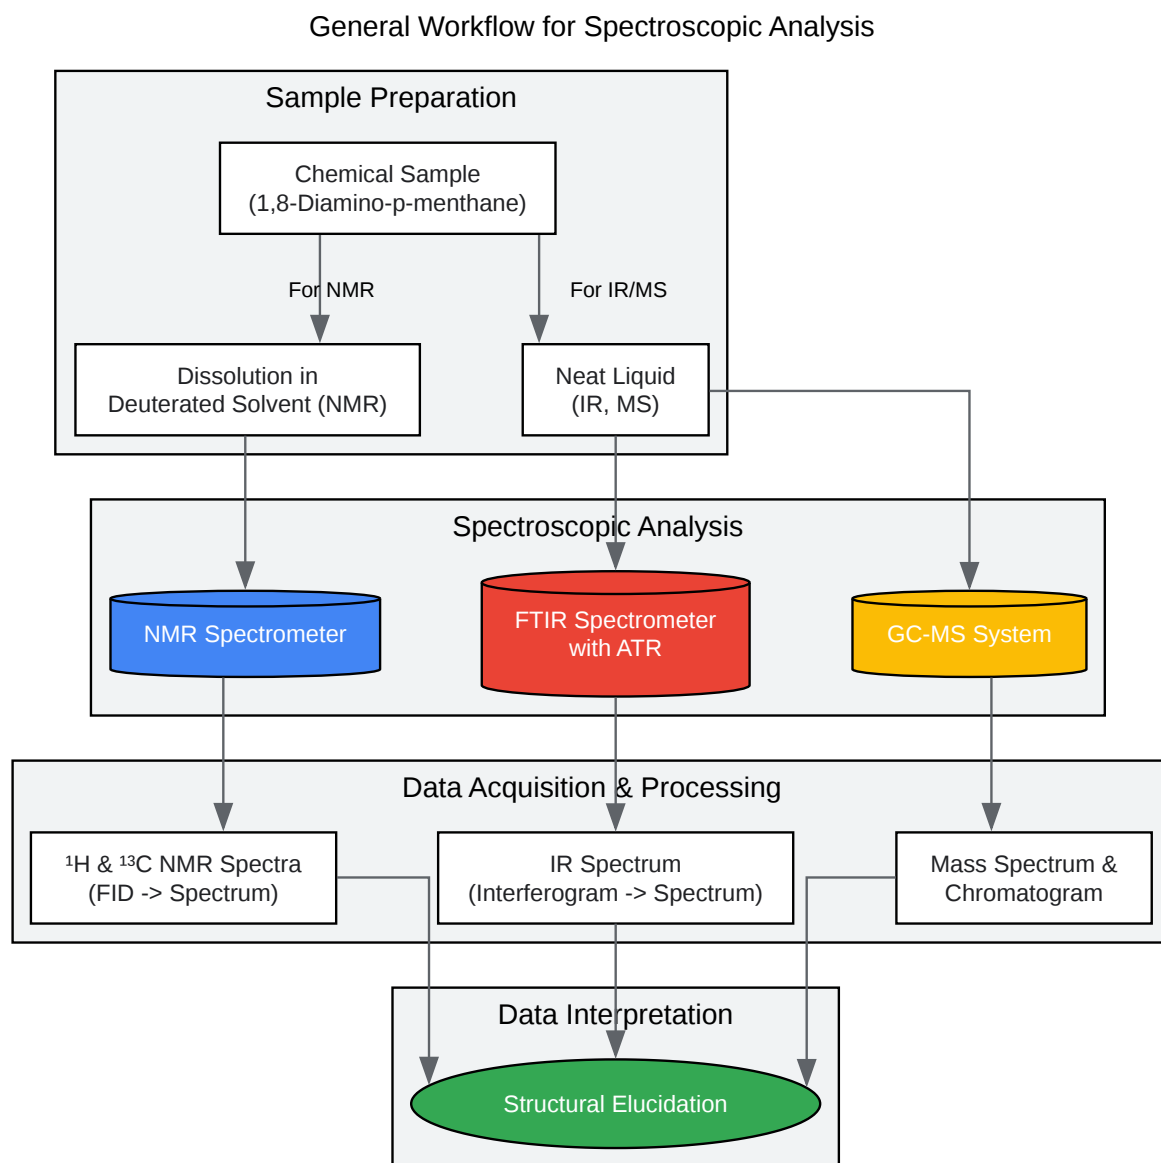 General Workflow for Spectroscopic Analysis
Sample Preparation
Chemical Sample
(1,8-Diamino-p-menthane)
For NMR
For IR/MS
Dissolution in
Deuterated Solvent (NMR)
Neat Liquid
(IR, MS)
Spectroscopic Analysis
NMR Spectrometer
FTIR Spectrometer
with ATR
GC-MS System
Data Acquisition & Processing
¹H & ¹³C NMR Spectra
(FID -> Spectrum)
IR Spectrum
(Interferogram -> Spectrum)
Mass Spectrum &
Chromatogram
Data Interpretation
Structural Elucidation